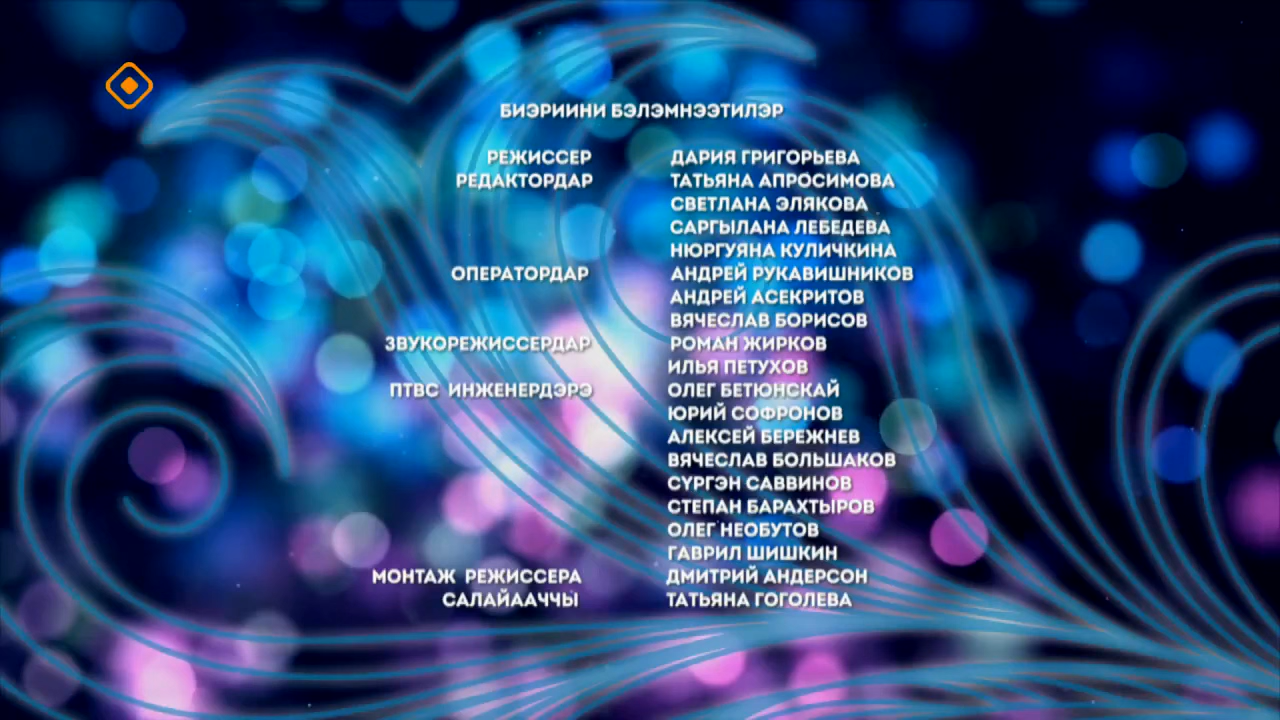 БИЭРИИНИ БЭЛЭМНЭЭТИЛЭР
РЕЖИССЕР ДАРИЯ ГРИГОРЬЕВА
РЕДАКТОРДАР ТАТЬЯНА АПРОСИМОВА
СВЕТЛАНА ЭЛЯКОВА
САРГЫЛАНА ЛЕБЕДЕВА
НЮРГУЯНА КУЛИЧКИНА
ОПЕРАТОРДАР АНДРЕЙ РУКАВИШНИКОВ
АНДРЕЙ АСЕКРИТОВ
ВЯЧЕСЛАВ БОРИСОВ
ЗВУКОРЕЖИССЕРДАР РОМАН ЖИРКОВ
ИЛЬЯ ПЕТУХОВ
ПТВС ИНЖЕНЕРДЭРЭ ОЛЕГ БЕТЮНСКАЙ
ЮРИЙ СОФРОНОВ
АЛЕКСЕЙ БЕРЕЖНЕВ
ВЯЧЕСЛАВ БОЛЬШАКОВ
СҮРГЭН САВВИНОВ
СТЕПАН БАРАХТЫРОВ
ОЛЕГ НЕОБУТОВ
ГАВРИЛ ШИШКИН
МОНТАЖ РЕЖИССЕРА ДМИТРИЙ АНДЕРСОН
САЛАЙААЧЧЫ ТАТЬЯНА ГОГОЛЕВА